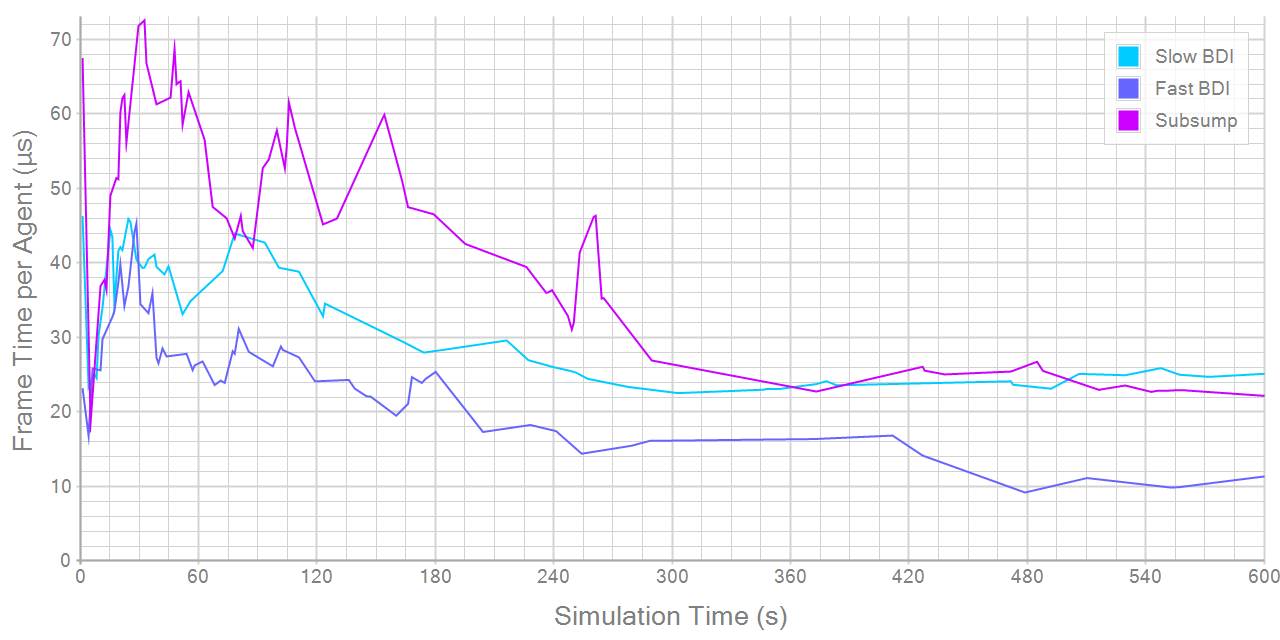 Slow BDI
Fast BDI
Subsump
Frame Time per Agent (µs)
70
60
50
40
30
20
10
0
0 60 120 180 240 300 360 420 480 540 600
Simulation Time (s)